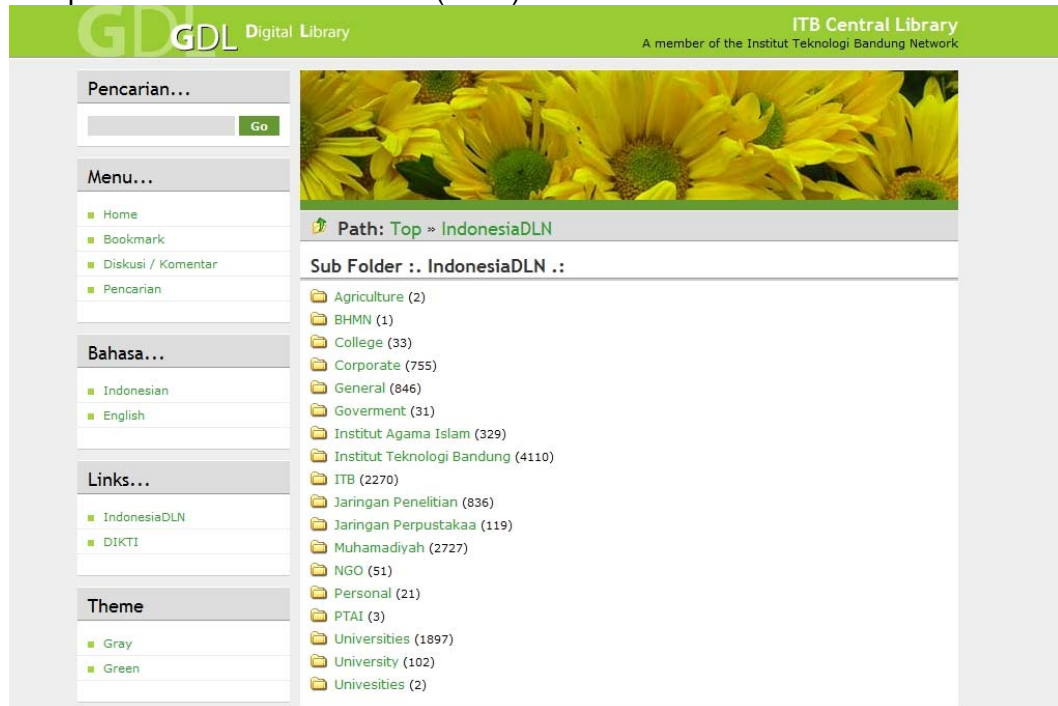 GDL Digital Library
ITB Central Library
A member of the Institut Teknologi Bandung Network
Pencarian...
Go
Menu...
Home
Bookmark
Diskusi / Komentar
Pencarian
Bahasa...
Indonesian
English
Links...
IndonesiaDLN
DIKTI
Theme
Gray
Green
Path: Top » IndonesiaDLN
Sub Folder :. IndonesiaDLN .:
Agriculture (2)
BHMN (1)
College (33)
Corporate (755)
General (846)
Goverment (31)
Institut Agama Islam (329)
Institut Teknologi Bandung (4110)
ITB (2270)
Jaringan Penelitian (836)
Jaringan Perpustakaa (119)
Muhamadiyah (2727)
NGO (51)
Personal (21)
PTAI (3)
Universities (1897)
University (102)
Univesities (2)